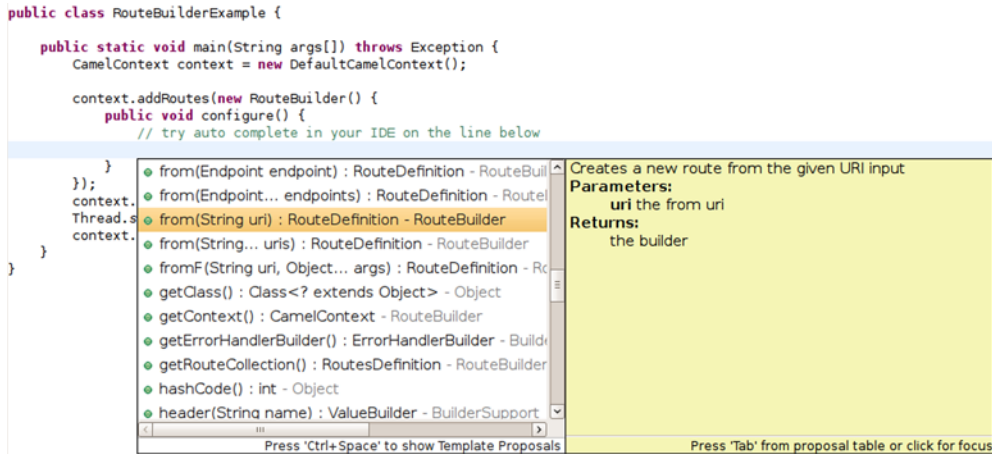 public class RouteBuilderExample {
public static void main(String args[]) throws Exception {
CamelContext context = new DefaultCamelContext();
context.addRoutes(new RouteBuilder() {
public void configure() {
// try auto complete in your IDE on the line below
}
});
context.
Thread.s
context.
}
}
from(Endpoint endpoint) : RouteDefinition - RouteBuil
from(Endpoint... endpoints) : RouteDefinition - Routel
from(String uri) : RouteDefinition - RouteBuilder
from(String... uris) : RouteDefinition - RouteBuilder
fromF(String uri, Object... args) : RouteDefinition - Ro
getClass() : Class<? extends Object> - Object
getContext() : CamelContext - RouteBuilder
getErrorHandlerBuilder() : ErrorHandlerBuilder - Builde
getRouteCollection() : RoutesDefinition - RouteBuilder
hashCode() : int - Object
header(String name) : ValueBuilder - BuilderSupport
Press 'Ctrl+Space' to show Template Proposals
Creates a new route from the given URI input
Parameters:
uri the from uri
Returns:
the builder
Press 'Tab' from proposal table or click for focus